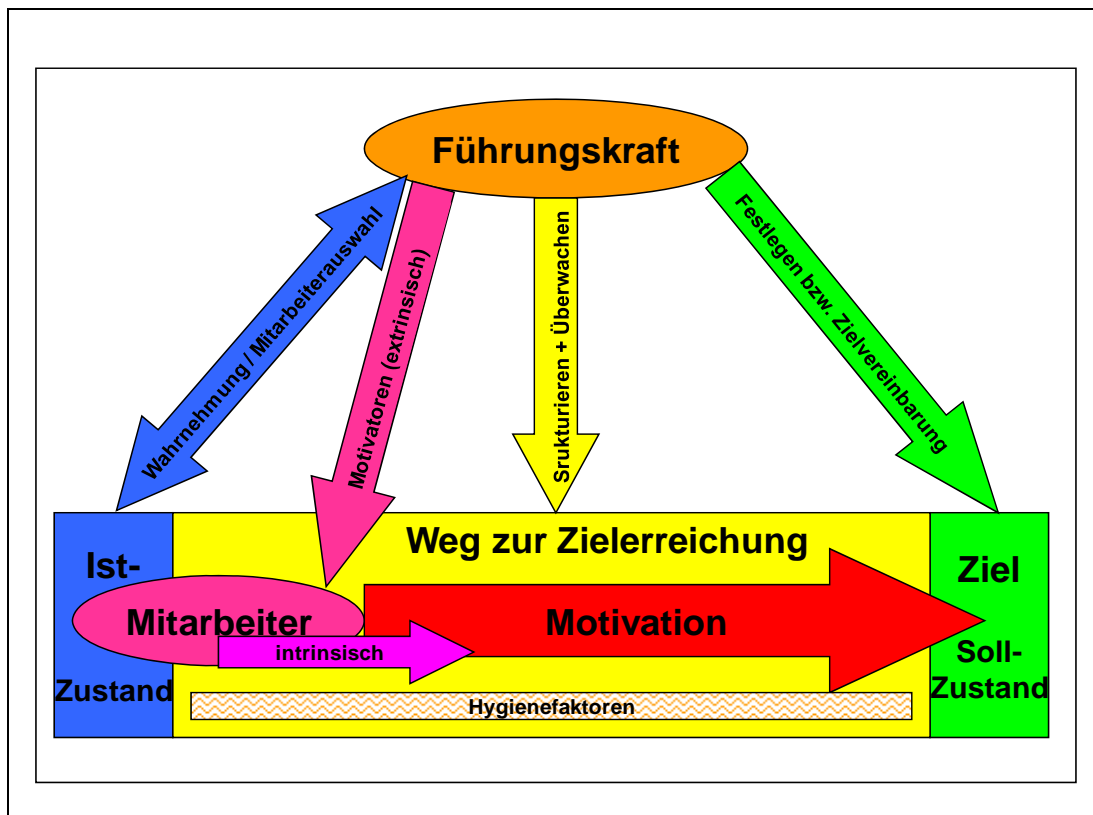 Führungskraft
Wahrnehmung / Mitarbeiterauswahl
Motivatoren (extrinsisch)
Srukturieren + Überwachen
Festlegen bzw. Zielvereinbarung
Weg zur Zielerreichung
Ist-
Zustand
Mitarbeiter
intrinsisch
Motivation
Hygienefaktoren
Ziel
Soll-
Zustand